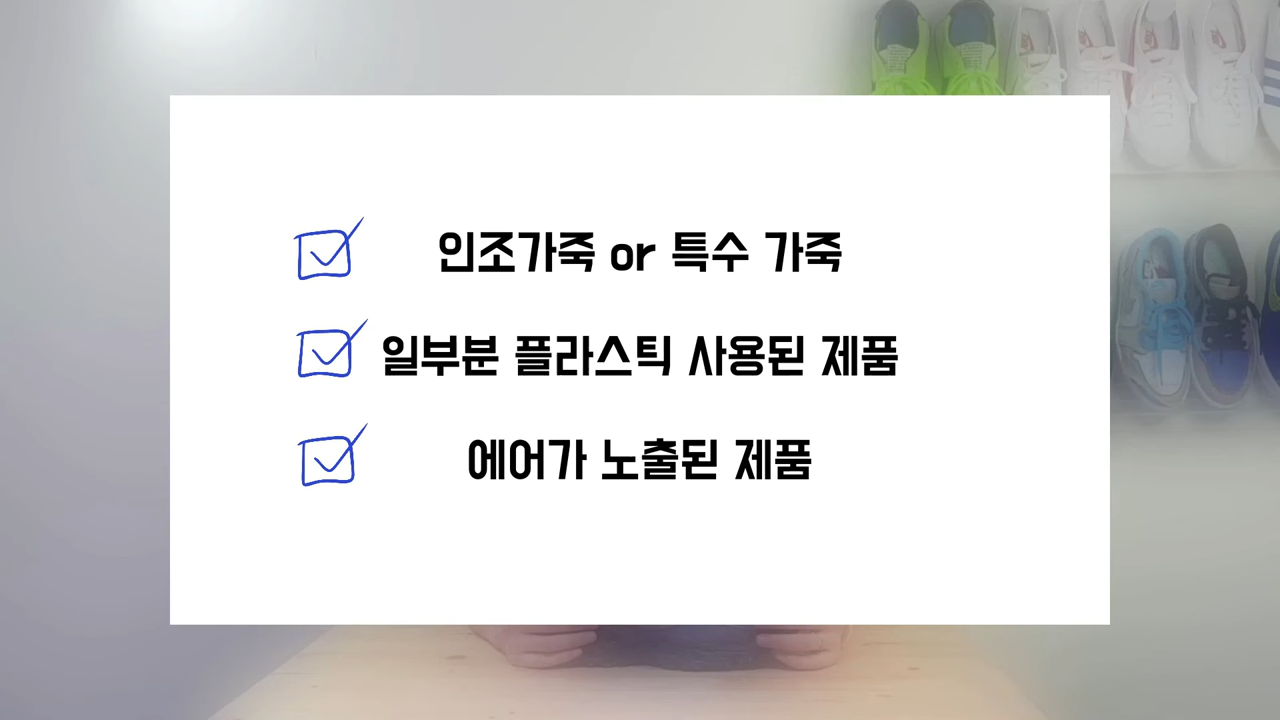 인조가죽 or 특수 가죽
일부분 플라스틱 사용된 제품
에어가 노출된 제품